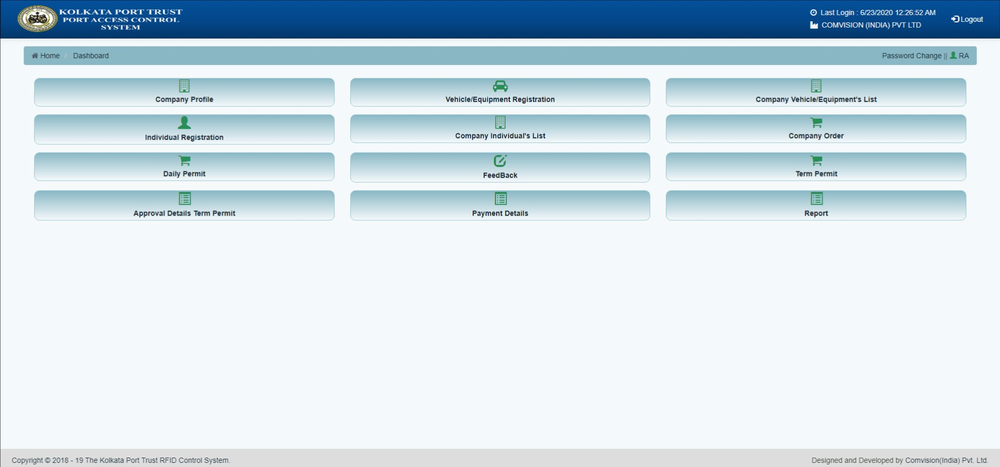 KOLKATA PORT TRUST
PORT ACCESS CONTROL
SYSTEM
Last Login : 6/23/2020 12:26:52 AM
COMVISION (INDIA) PVT LTD
Logout
Home / Dashboard
Password Change || RA
Company Profile
Vehicle/Equipment Registration
Company Vehicle/Equipment's List
Individual Registration
Company Individual's List
Company Order
Daily Permit
FeedBack
Term Permit
Approval Details Term Permit
Payment Details
Report
Copyright © 2018 - 19 The Kolkata Port Trust RFID Control System.
Designed and Developed by Comvision(India) Pvt. Ltd.